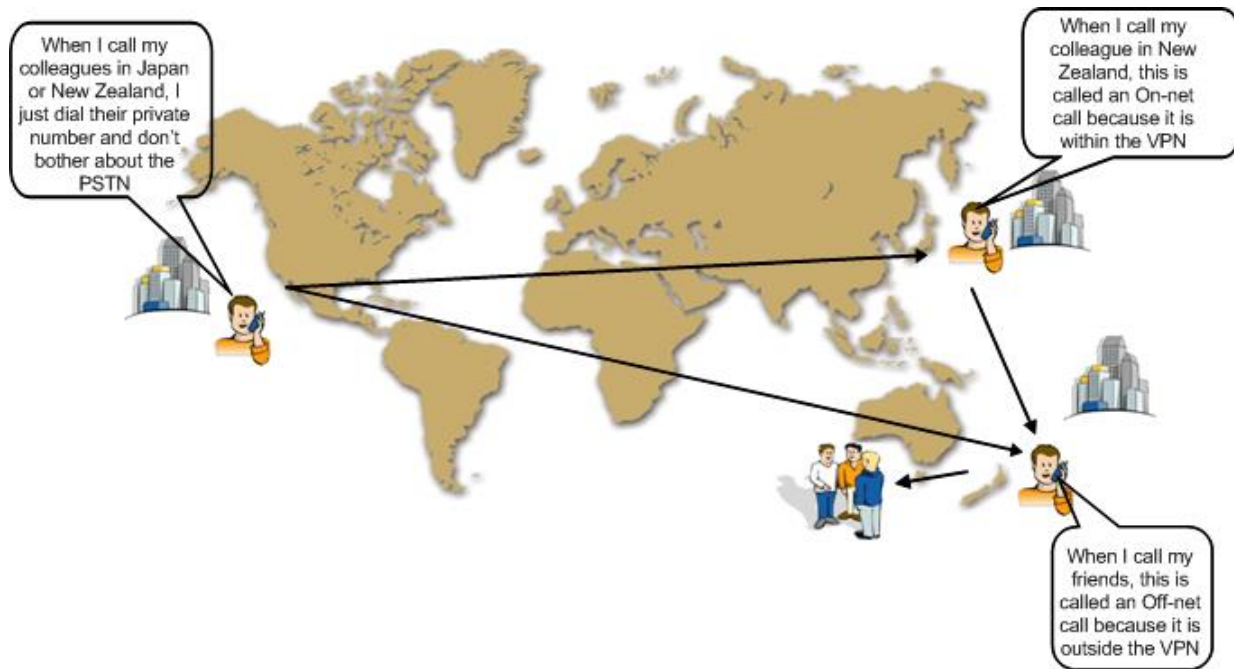 When I call my
colleagues in Japan
or New Zealand, I
just dial their private
number and don't
bother about the
PSTN
When I call my
colleague in New
Zealand, this is
called an On-net
call because it is
within the VPN
When I call my
friends, this is
called an Off-net
call because it is
outside the VPN